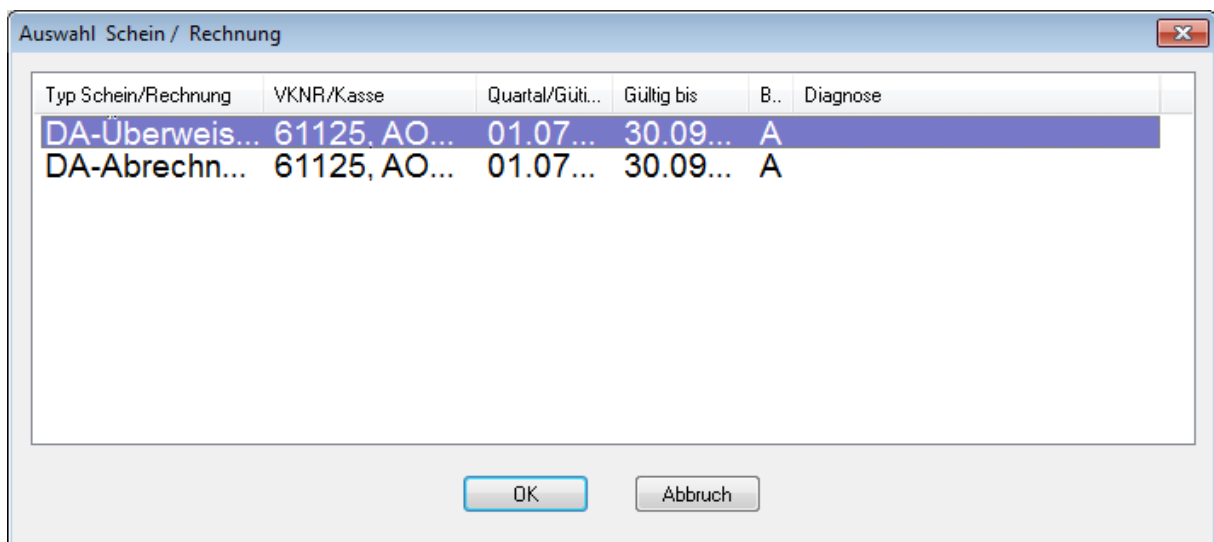 Auswahl Schein / Rechnung
Typ Schein/Rechnung VKNR/Kasse Quartal/Güti... Gültig bis B.. Diagnose
DA-Überweis... 61125, AO... 01.07... 30.09... A
DA-Abrechn... 61125, AO... 01.07... 30.09... A
OK Abbruch